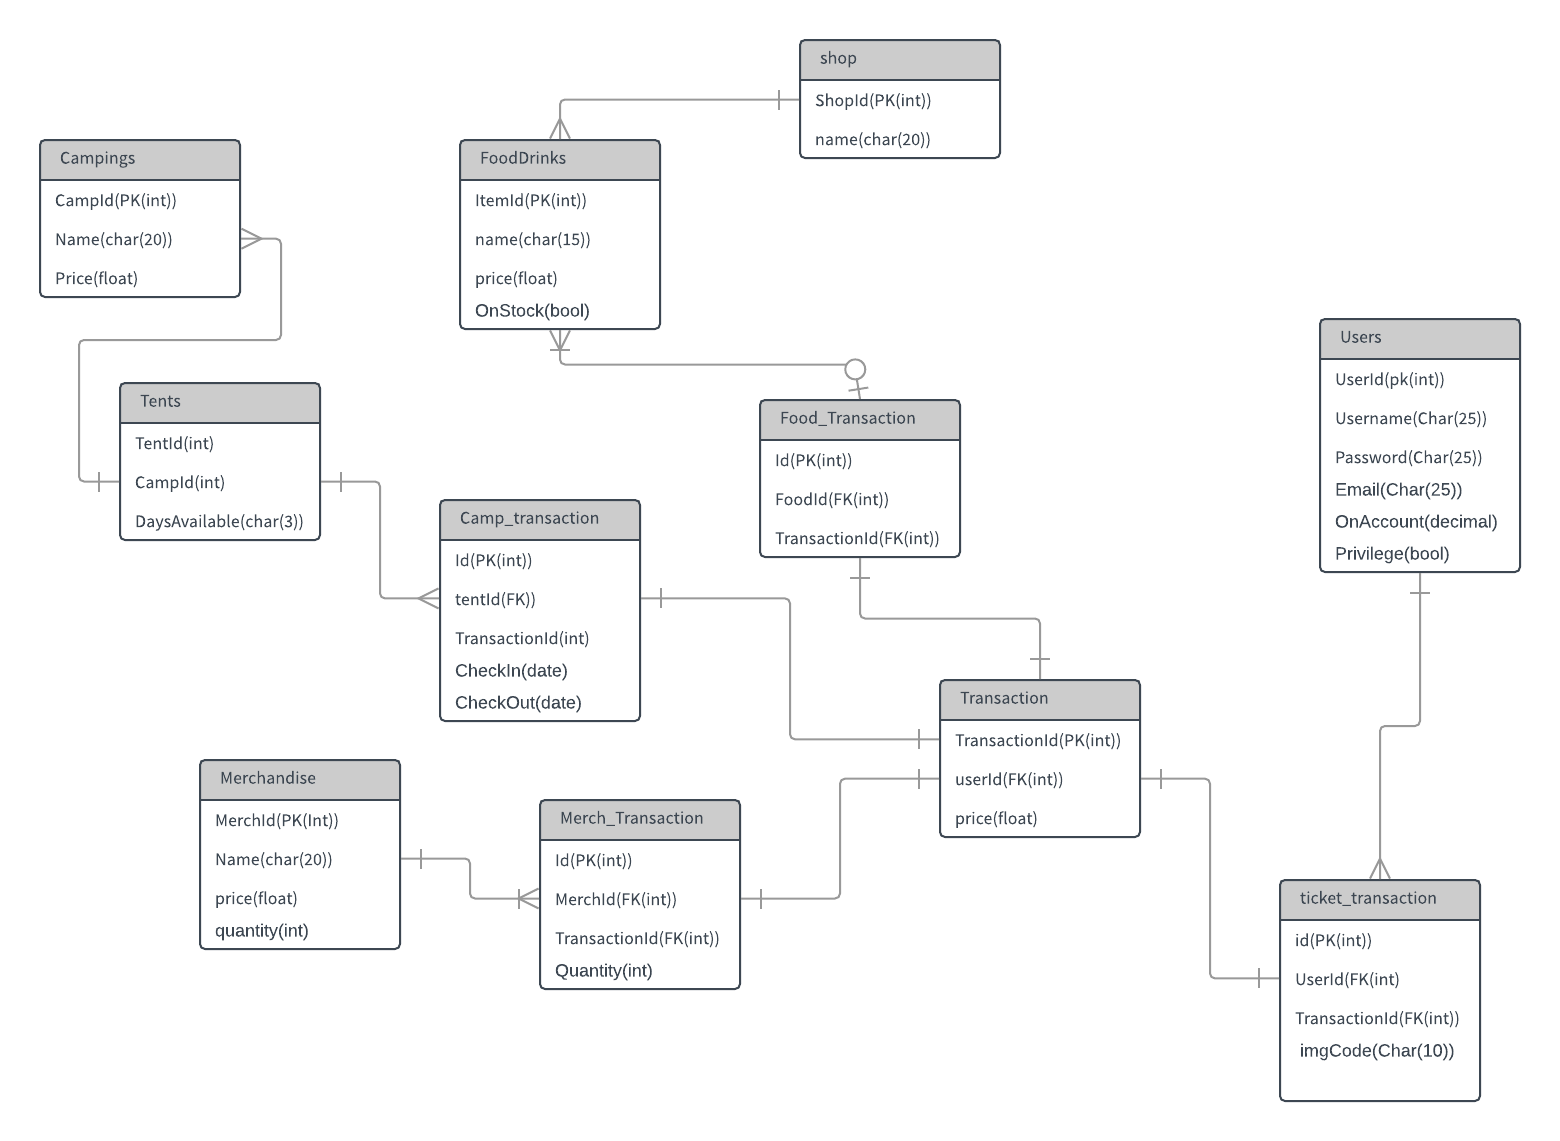 shop
ShopId(PK(int))
name(char(20))
Campings
CampId(PK(int))
Name(char(20))
Price(float)
FoodDrinks
ItemId(PK(int))
name(char(15))
price(float)
OnStock(bool)
Users
UserId(pk(int))
Username(Char(25))
Password(Char(25))
Email(Char(25))
OnAccount(decimal)
Privilege(bool)
Tents
TentId(int)
CampId(int)
DaysAvailable(char(3))
Food_Transaction
Id(PK(int))
FoodId(FK(int))
TransactionId(FK(int))
Camp_transaction
Id(PK(int))
tentId(FK))
TransactionId(int)
CheckIn(date)
CheckOut(date)
Transaction
TransactionId(PK(int))
userId(FK(int))
price(float)
Merchandise
MerchId(PK(Int))
Name(char(20))
price(float)
quantity(int)
Merch_Transaction
Id(PK(int))
MerchId(FK(int))
TransactionId(FK(int))
Quantity(int)
ticket_transaction
id(PK(int))
UserId(FK(int)
TransactionId(FK(int))
imgCode(Char(10))